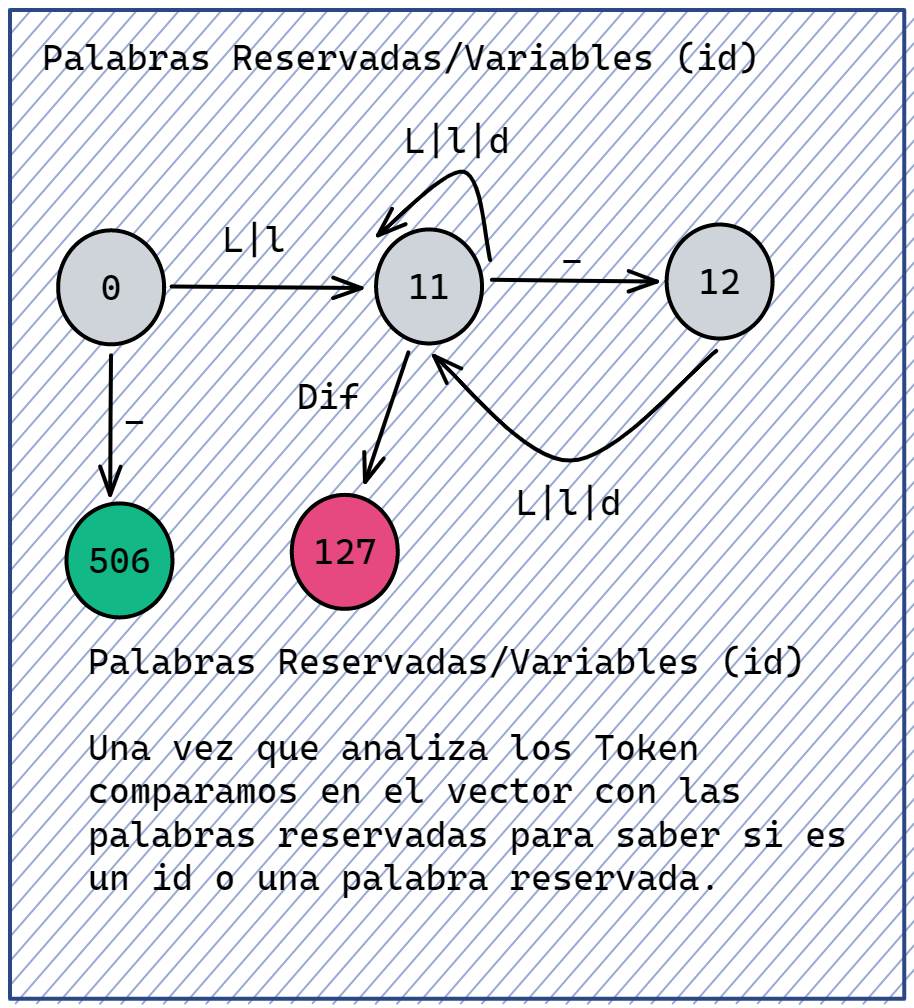 Palabras Reservadas/Variables (id)
L|l|d
L|l
_
0
11
12
Dif
_
L|l|d
506
127
Palabras Reservadas/Variables (id)
Una vez que analiza los Token
comparamos en el vector con las
palabras reservadas para saber si es
un id o una palabra reservada.